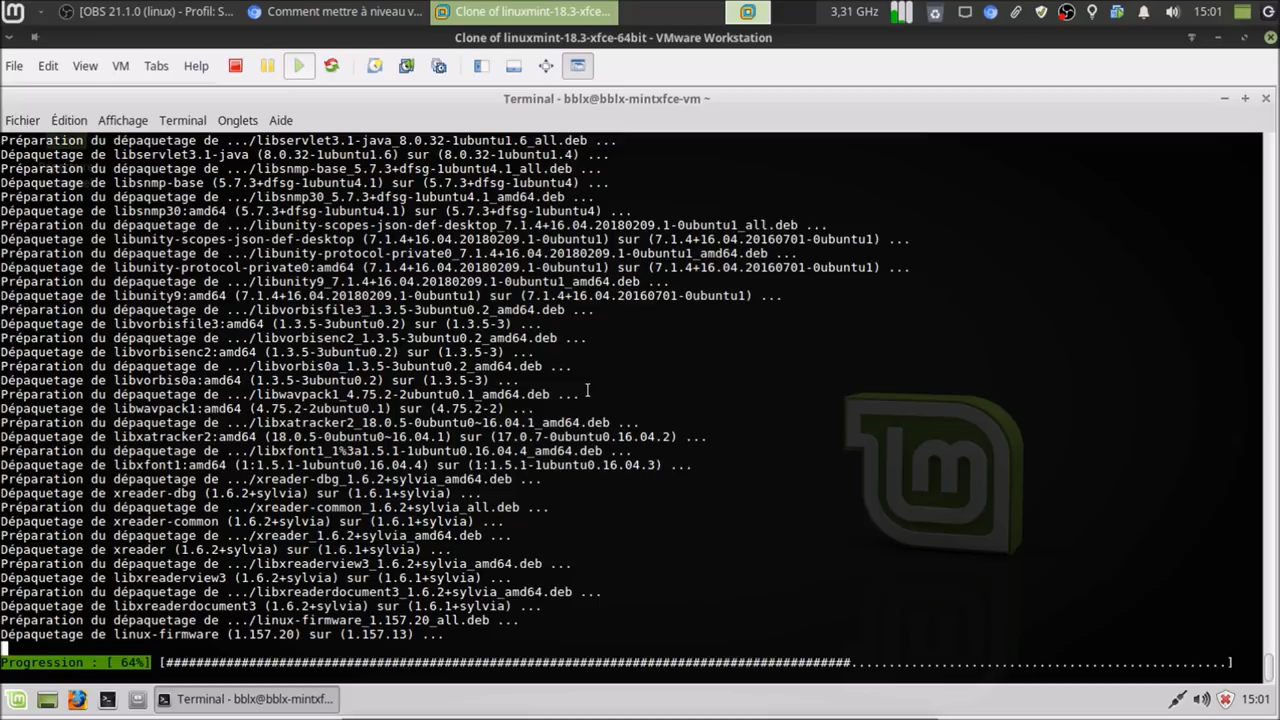 [OBS 21.1.0 (linux) - Profil: S... Comment mettre à niveau v... Clone of linuxmint-18.3-xfce... 3,31 GHz 15:01
Clone of linuxmint-18.3-xfce-64bit - VMware Workstation
File Edit View VM Tabs Help
Terminal - bblx@bblx-mintxfce-vm ~
Fichier Édition Affichage Terminal Onglets Aide
Préparation du dépaquetage de .../libservlet3.1-java_8.0.32-1ubuntu1.6_all.deb ...
Dépaquetage de libservlet3.1-java (8.0.32-1ubuntu1.6) sur (8.0.32-1ubuntu1.4) ...
Préparation du dépaquetage de .../libsnmp-base_5.7.3+dfsg-1ubuntu4.1_all.deb ...
Dépaquetage de libsnmp-base (5.7.3+dfsg-1ubuntu4.1) sur (5.7.3+dfsg-1ubuntu4) ...
Préparation du dépaquetage de .../libsnmp30_5.7.3+dfsg-1ubuntu4.1_amd64.deb ...
Dépaquetage de libsnmp30:amd64 (5.7.3+dfsg-1ubuntu4.1) sur (5.7.3+dfsg-1ubuntu4) ...
Préparation du dépaquetage de .../libunity-scopes-json-def-desktop_7.1.4+16.04.20180209.1-0ubuntu1_all.deb ...
Dépaquetage de libunity-scopes-json-def-desktop (7.1.4+16.04.20180209.1-0ubuntu1) sur (7.1.4+16.04.20160701-0ubuntu1) ...
Préparation du dépaquetage de .../libunity-protocol-private0_7.1.4+16.04.20180209.1-0ubuntu1_amd64.deb ...
Dépaquetage de libunity-protocol-private0:amd64 (7.1.4+16.04.20180209.1-0ubuntu1) sur (7.1.4+16.04.20160701-0ubuntu1) ...
Préparation du dépaquetage de .../libunity9_7.1.4+16.04.20180209.1-0ubuntu1_amd64.deb ...
Dépaquetage de libunity9:amd64 (7.1.4+16.04.20180209.1-0ubuntu1) sur (7.1.4+16.04.20160701-0ubuntu1) ...
Préparation du dépaquetage de .../libvorbisfile3_1.3.5-3ubuntu0.2_amd64.deb ...
Dépaquetage de libvorbisfile3:amd64 (1.3.5-3ubuntu0.2) sur (1.3.5-3) ...
Préparation du dépaquetage de .../libvorbisenc2_1.3.5-3ubuntu0.2_amd64.deb ...
Dépaquetage de libvorbisenc2:amd64 (1.3.5-3ubuntu0.2) sur (1.3.5-3) ...
Préparation du dépaquetage de .../libvorbis0a_1.3.5-3ubuntu0.2_amd64.deb ...
Dépaquetage de libvorbis0a:amd64 (1.3.5-3ubuntu0.2) sur (1.3.5-3) ...
Préparation du dépaquetage de .../libwavpack1_4.75.2-2ubuntu0.1_amd64.deb ...
Dépaquetage de libwavpack1:amd64 (4.75.2-2ubuntu0.1) sur (4.75.2-2) ...
Préparation du dépaquetage de .../libxatracker2_18.0.5-0ubuntu0~16.04.1_amd64.deb ...
Dépaquetage de libxatracker2:amd64 (18.0.5-0ubuntu0~16.04.1) sur (17.0.7-0ubuntu0.16.04.2) ...
Préparation du dépaquetage de .../libxfont1_1%3a1.5.1-1ubuntu0.16.04.4_amd64.deb ...
Dépaquetage de libxfont1:amd64 (1:1.5.1-1ubuntu0.16.04.4) sur (1:1.5.1-1ubuntu0.16.04.3) ...
Préparation du dépaquetage de .../xreader-dbg_1.6.2+sylvia_amd64.deb ...
Dépaquetage de xreader-dbg (1.6.2+sylvia) sur (1.6.1+sylvia) ...
Préparation du dépaquetage de .../xreader-common_1.6.2+sylvia_all.deb ...
Dépaquetage de xreader-common (1.6.2+sylvia) sur (1.6.1+sylvia) ...
Préparation du dépaquetage de .../xreader_1.6.2+sylvia_amd64.deb ...
Dépaquetage de xreader (1.6.2+sylvia) sur (1.6.1+sylvia) ...
Préparation du dépaquetage de .../libxreaderview3_1.6.2+sylvia_amd64.deb ...
Dépaquetage de libxreaderview3 (1.6.2+sylvia) sur (1.6.1+sylvia) ...
Préparation du dépaquetage de .../libxreaderdocument3_1.6.2+sylvia_amd64.deb ...
Dépaquetage de libxreaderdocument3 (1.6.2+sylvia) sur (1.6.1+sylvia) ...
Préparation du dépaquetage de .../linux-firmware_1.157.20_all.deb ...
Dépaquetage de linux-firmware (1.157.20) sur (1.157.13) ...
Progression : [ 64%] [###########################################################################################..................................................]
Terminal - bblx@bblx-mintxf... 15:01